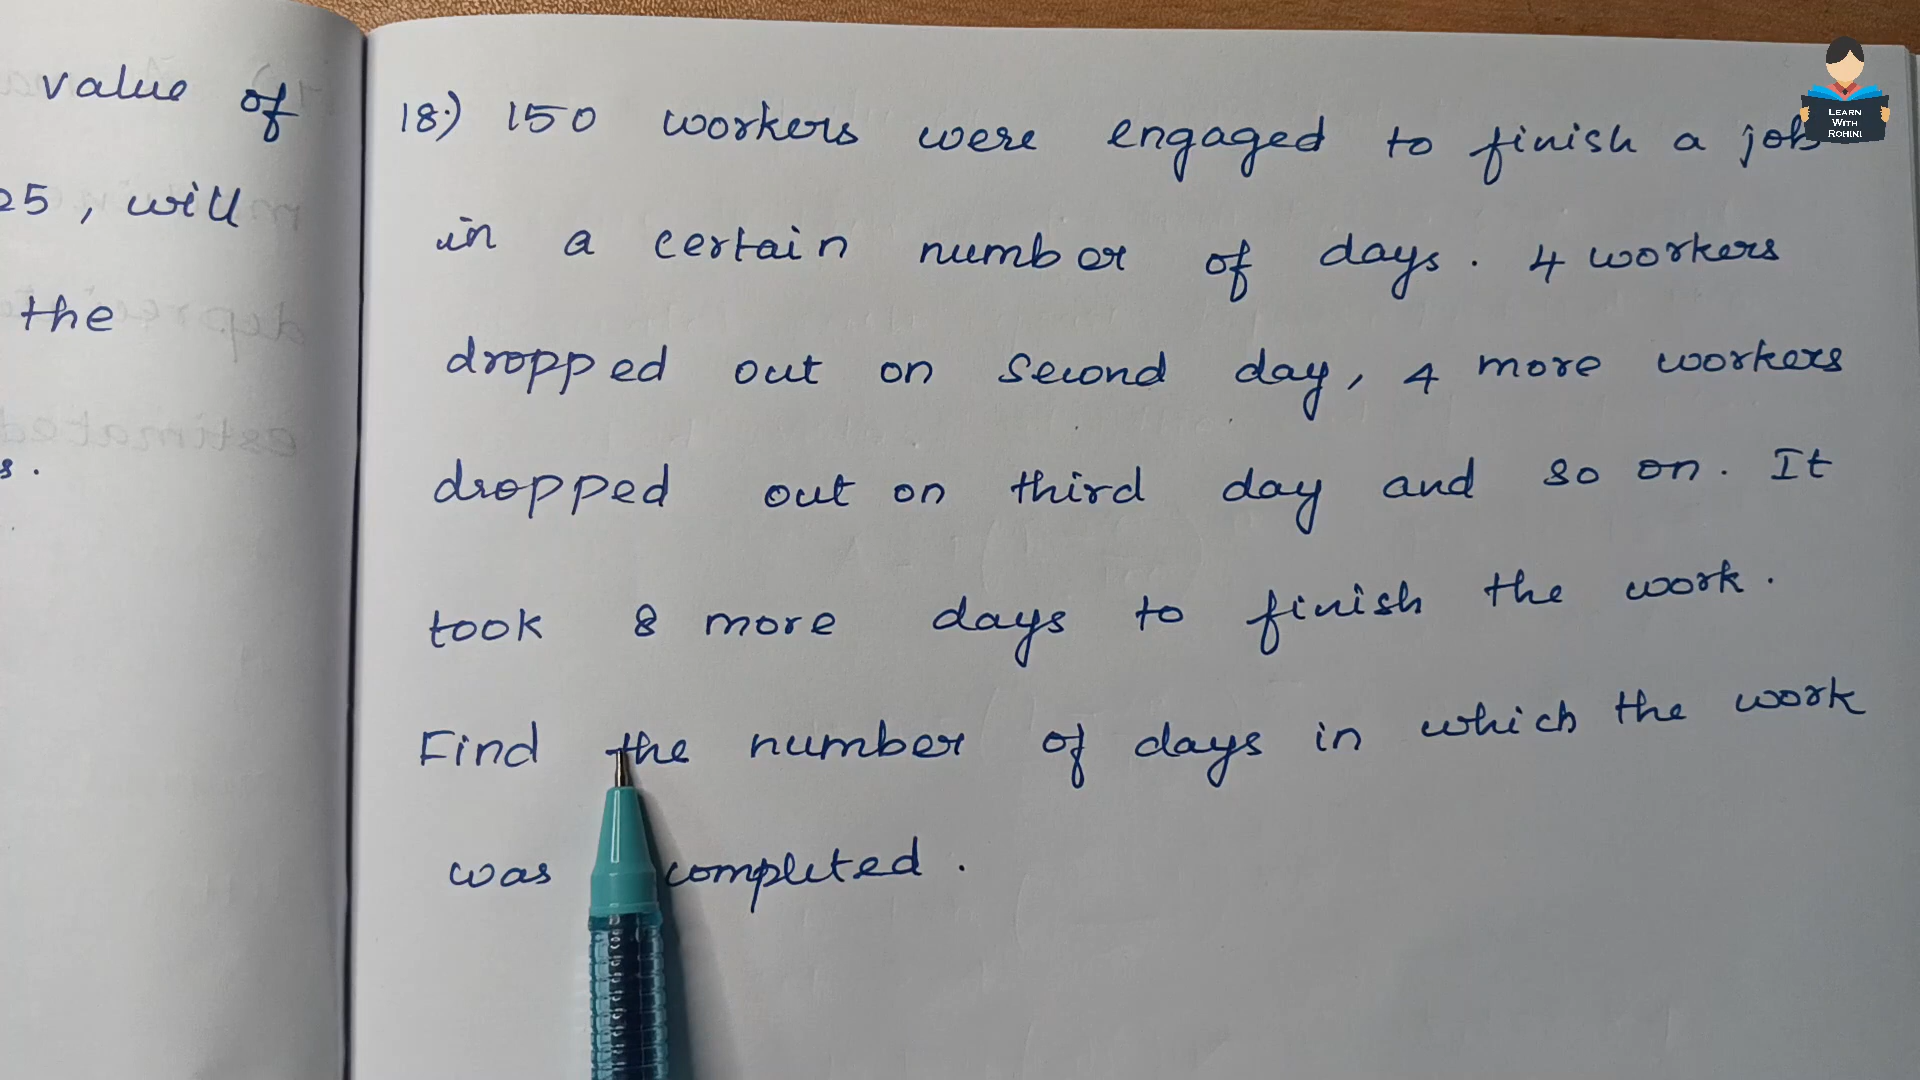 value of
25, will
the
s.
18.) 150 workers were engaged to finish a job
in a certain number of days. 4 workers
dropped out on second day, 4 more workers
dropped out on third day and so on. It
took 8 more days to finish the work.
Find the number of days in which the work
was completed.
LEARN
WITH
ROHINI